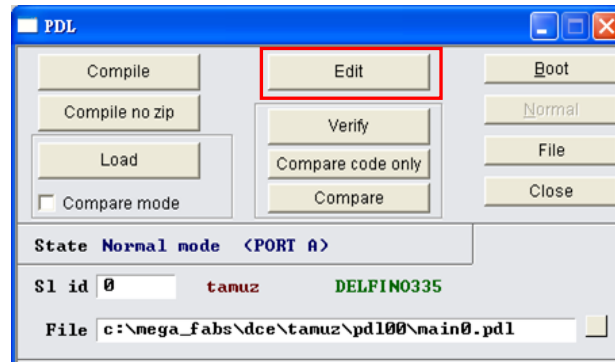 PDL
Compile Edit Boot
Compile no zip Verify Normal
Load Compare code only File
Compare mode Compare Close
State Normal mode <PORT A>
Sl id 0 tamuz DELFINO335
File c:\mega_fabs\dce\tamuz\pdl00\main0.pdl